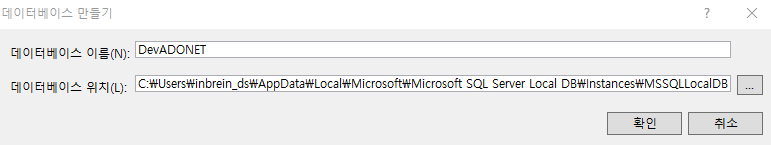 데이터베이스 만들기
데이터베이스 이름(N): DevADONET
데이터베이스 위치(L): C:₩Users₩inbrein_ds₩AppData₩Local₩Microsoft₩Microsoft SQL Server Local DB₩Instances₩MSSQLLocalDB ...
확인 취소